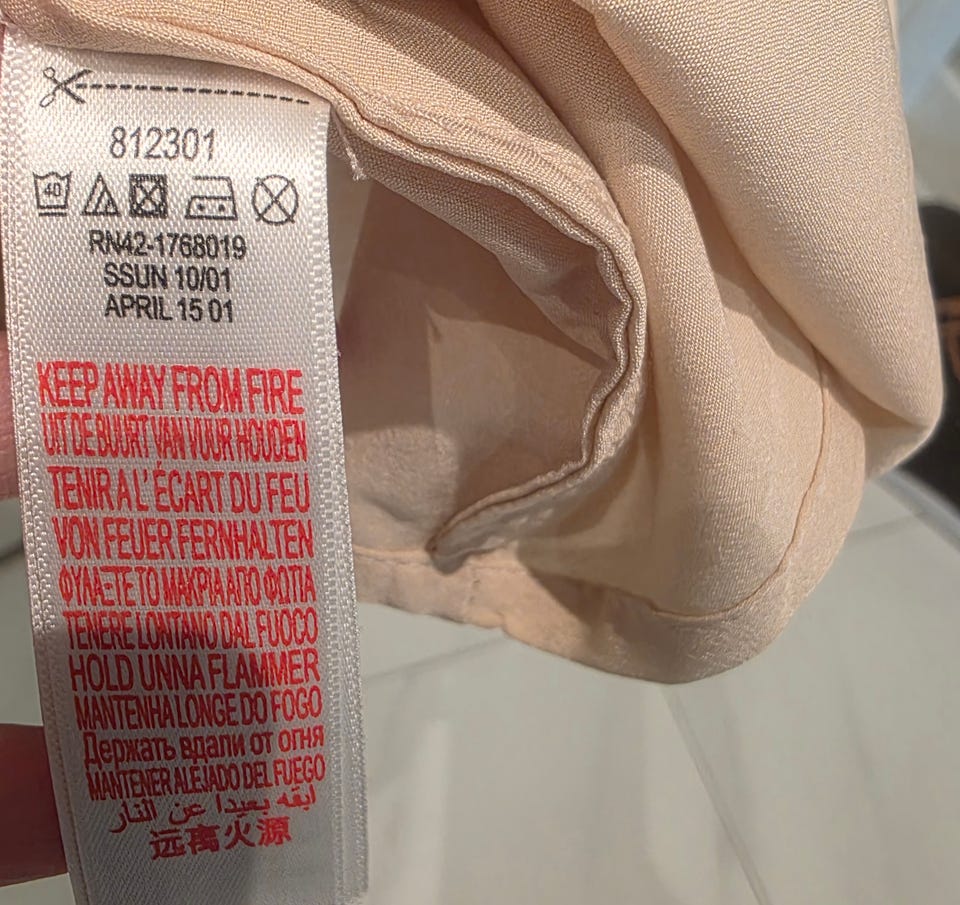 812301
40
RN42-1768019
SSUN 10/01
APRIL 15 01
KEEP AWAY FROM FIRE
UIT DE BUURT VAN VUUR HOUDEN
TENIR A L'ÉCART DU FEU
VON FEUER FERNHALTEN
ΦΥΛΑΞΤΕ ΤΟ ΜΑΚΡΙΑ ΑΠΟ ΦΩΤΙΑ
TENERE LONTANO DAL FUOCO
HOLD UNNA FLAMMER
MANTENHA LONGE DO FOGO
Держать вдали от огня
MANTENER ALEJADO DEL FUEGO
ابقه بعيدا عن النار
远离火源